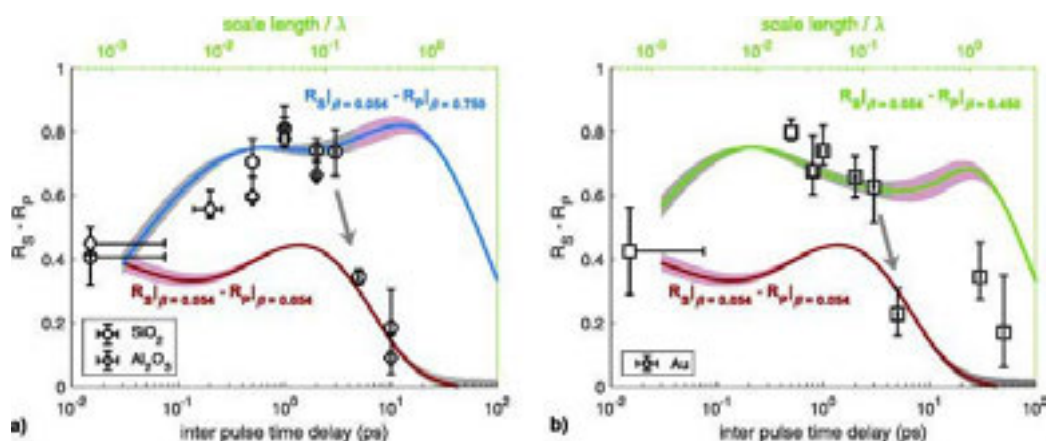 scale length / λ
10⁻³ 10⁻² 10⁻¹ 10⁰
R_S - R_P
1
0.8
0.6
0.4
0.2
0
R_S|β = 0.054 - R_P|β = 0.750
R_S|β = 0.054 - R_P|β = 0.054
SiO₂
Al₂O₃
10⁻² 10⁻¹ 10⁰ 10¹ 10²
inter pulse time delay (ps)
a)
scale length / λ
10⁻³ 10⁻² 10⁻¹ 10⁰
R_S - R_P
1
0.8
0.6
0.4
0.2
0
R_S|β = 0.054 - R_P|β = 0.450
R_S|β = 0.054 - R_P|β = 0.054
Au
10⁻² 10⁻¹ 10⁰ 10¹ 10²
inter pulse time delay (ps)
b)